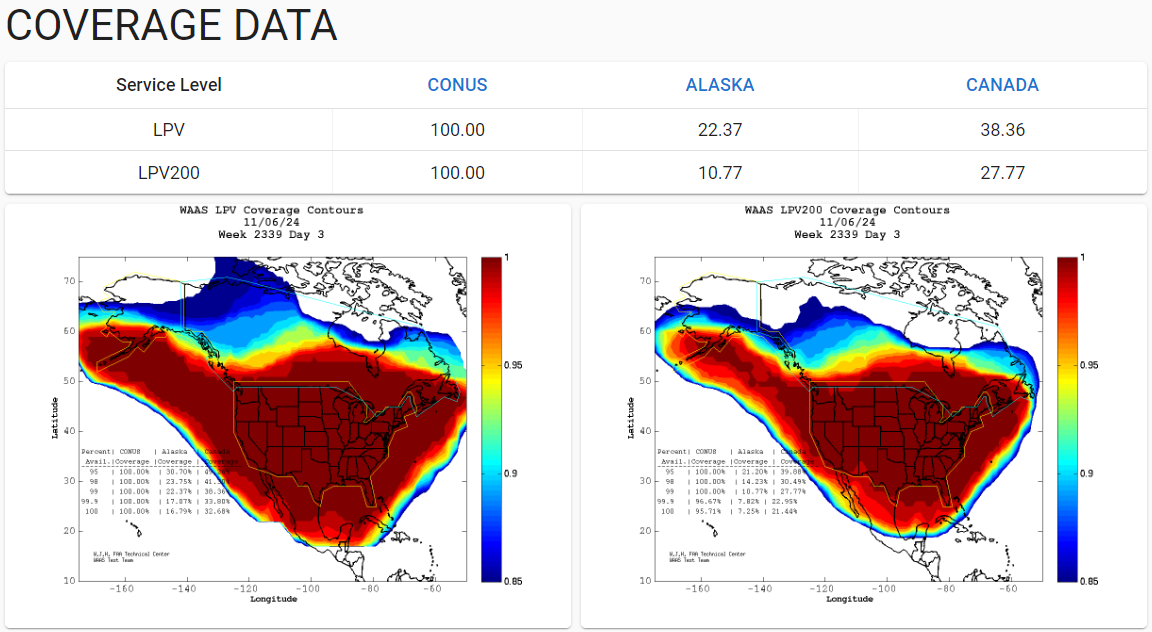 COVERAGE DATA
Service Level CONUS ALASKA CANADA
LPV 100.00 22.37 38.36
LPV200 100.00 10.77 27.77
WAAS LPV Coverage Contours
11/06/24
Week 2339 Day 3
Latitude
70
60
50
40
30
20
10
Percent| CONUS | Alaska |
Avail.|Coverage |Coverage |
95 | 100.00% | 30.70% |
98 | 100.00% | 23.75% |
99 | 100.00% | 22.37% | 38.36%
99.9 | 100.00% | 17.87% | 33.80%
100 | 100.00% | 16.79% | 32.68%
W.J.H. FAA Technical Center
WAAS Test Team
-160 -140 -120 -100 -80 -60
Longitude
1
0.95
0.9
0.85
WAAS LPV200 Coverage Contours
11/06/24
Week 2339 Day 3
Latitude
70
60
50
40
30
20
10
Percent| CONUS | Alaska | Canada
Avail.|Coverage |Coverage | Coverage
95 | 100.00% | 21.20% |
98 | 100.00% | 14.23% | 30.49%
99 | 100.00% | 10.77% | 27.77%
99.9 | 96.67% | 7.82% | 22.95%
100 | 95.71% | 7.25% | 21.44%
W.J.H. FAA Technical Center
WAAS Test Team
-160 -140 -120 -100 -80 -60
Longitude
1
0.95
0.9
0.85